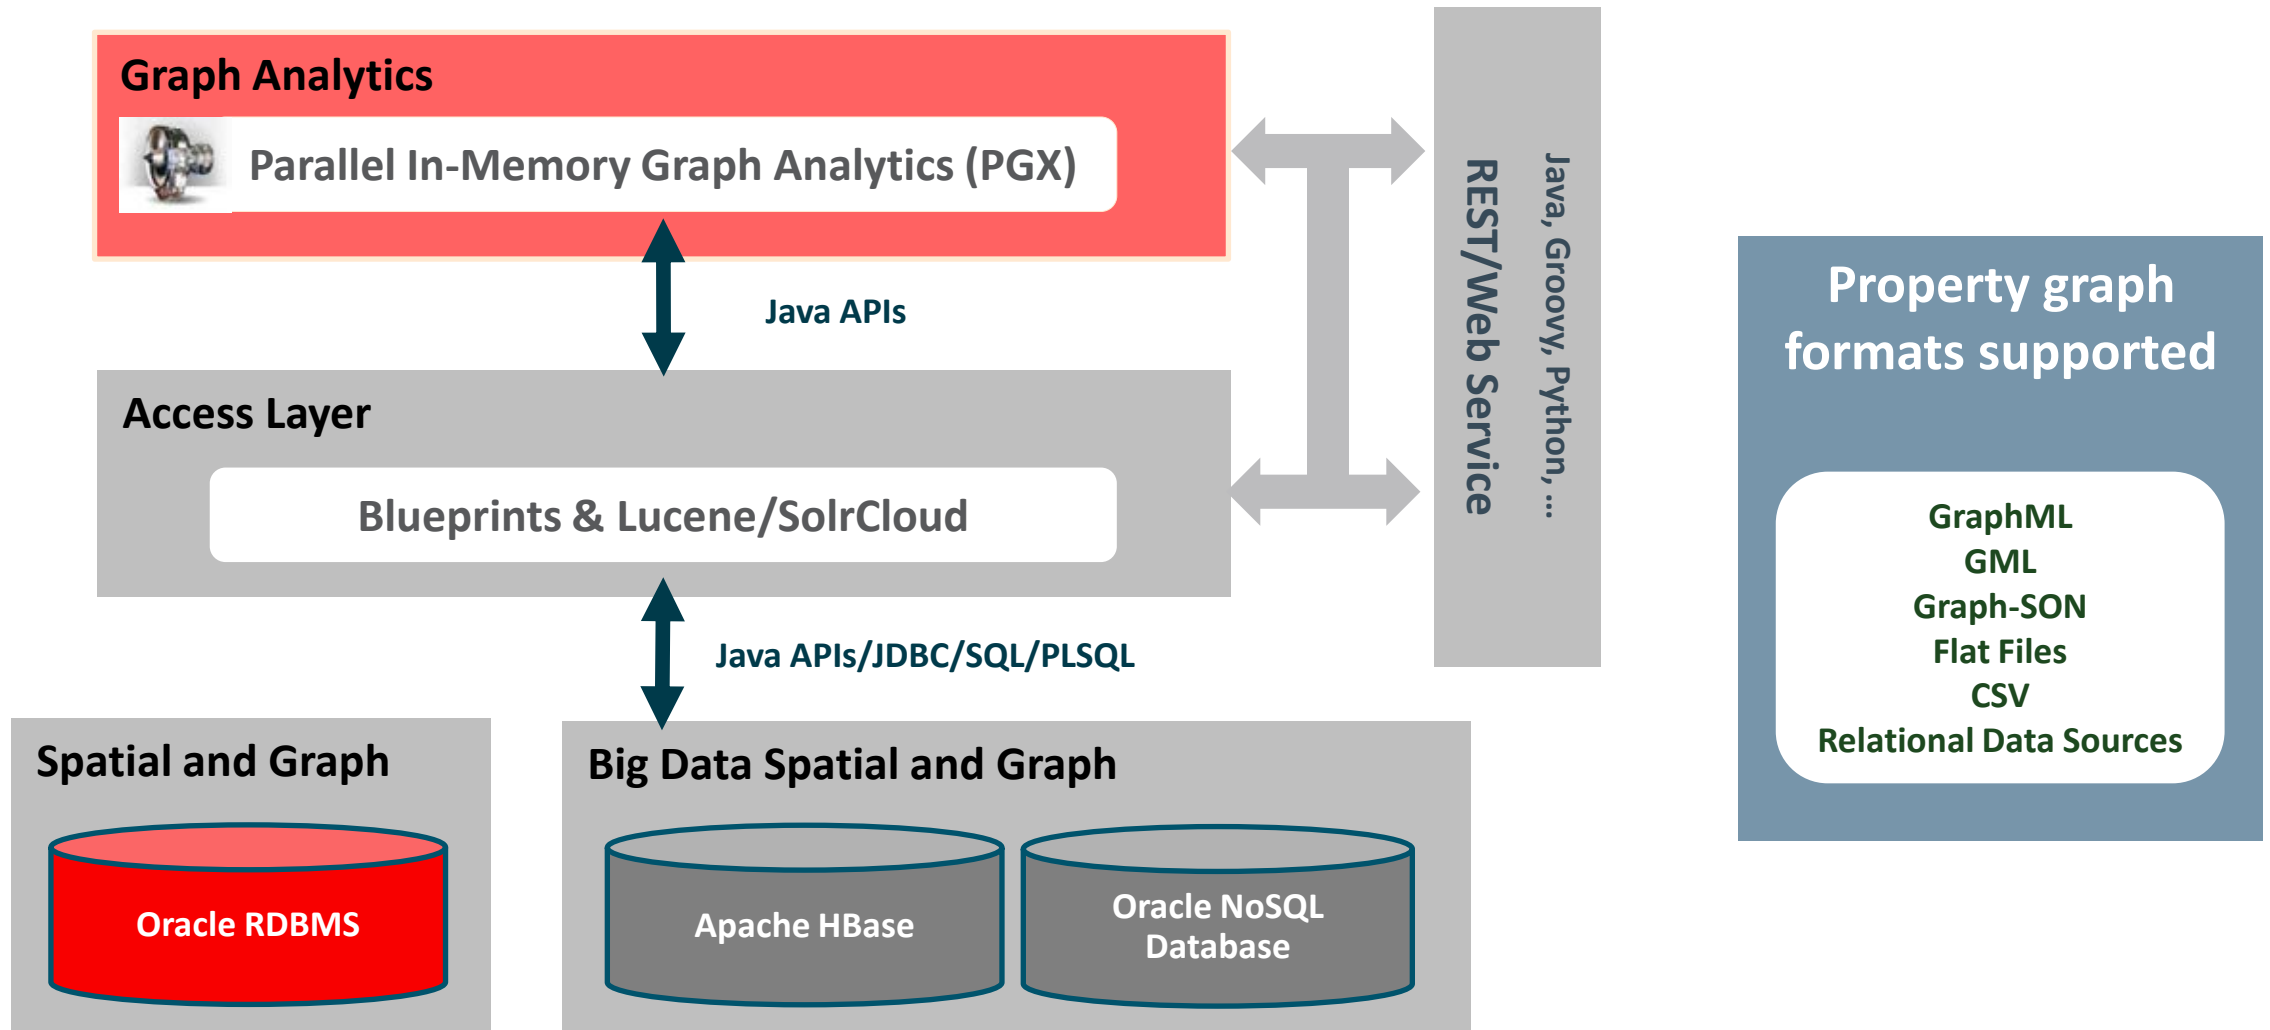 Graph Analytics
Parallel In-Memory Graph Analytics (PGX)
Java APIs
Access Layer
Blueprints & Lucene/SolrCloud
Java APIs/JDBC/SQL/PLSQL
Spatial and Graph
Oracle RDBMS
Big Data Spatial and Graph
Apache HBase
Oracle NoSQL
Database
REST/Web Service
Java, Groovy, Python, ...
Property graph
formats supported
GraphML
GML
Graph-SON
Flat Files
CSV
Relational Data Sources